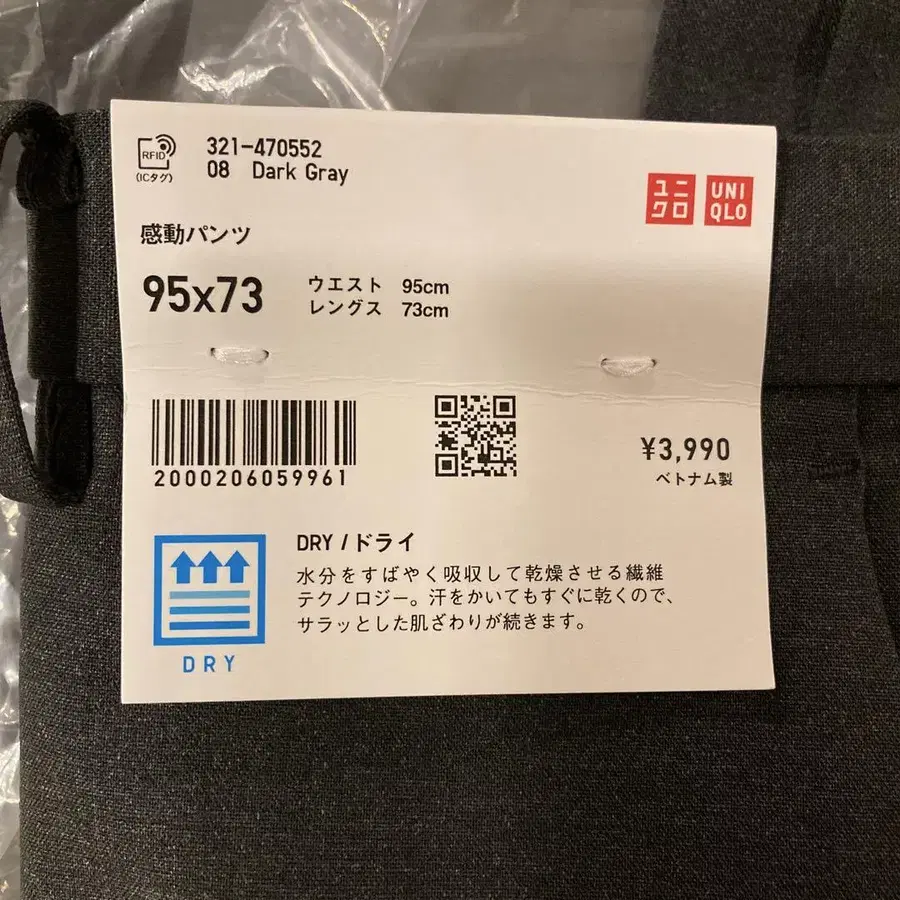 RFID
(ICタグ)
321-470552
08 Dark Gray
ユニ
クロ
UNI
QLO
感動パンツ
95x73
ウエスト 95cm
レングス 73cm
2000206059961
¥3,990
ベトナム製
DRY
DRY / ドライ
水分をすばやく吸収して乾燥させる繊維
テクノロジー。汗をかいてもすぐに乾くので、
サラッとした肌ざわりが続きます。